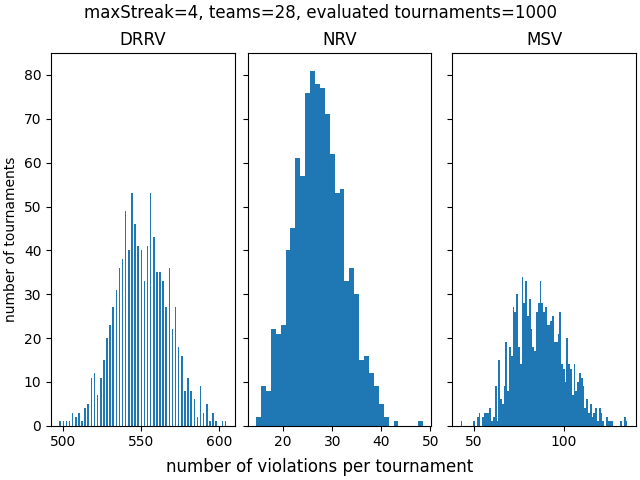 maxStreak=4, teams=28, evaluated tournaments=1000
DRRV NRV MSV
number of tournaments
80
70
60
50
40
30
20
10
0
500 550 600 20 30 40 50 50 100
number of violations per tournament